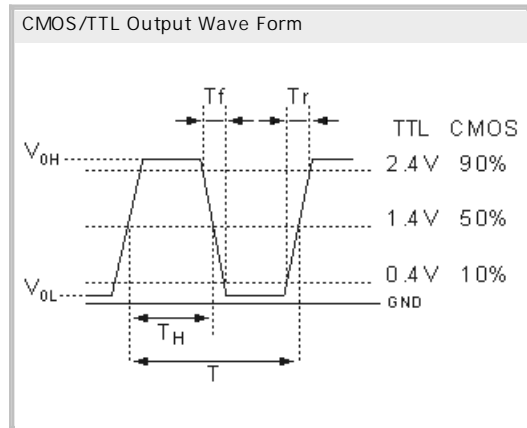 CMOS/TTL Output Wave Form
Tf Tr
TTL CMOS
V0H 2.4V 90%
1.4V 50%
0.4V 10%
V0L GND
TH
T